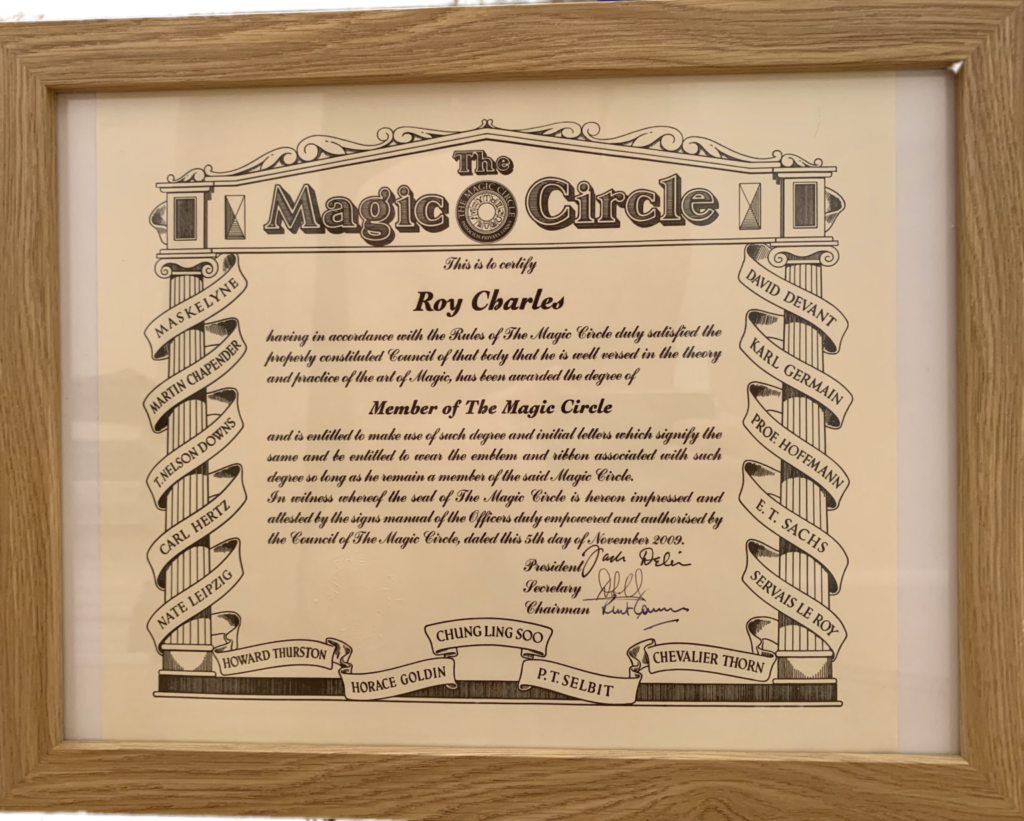 The
Magic Circle
THE MAGIC CIRCLE
This is to certify
Roy Charles
having in accordance with the Rules of The Magic Circle duly satisfied the
properly constituted Council of that body that he is well versed in the theory
and practice of the art of Magic, has been awarded the degree of
Member of The Magic Circle
and is entitled to make use of such degree and initial letters which signify the
same and be entitled to wear the emblem and ribbon associated with such
degree so long as he remain a member of the said Magic Circle.
In witness whereof the seal of The Magic Circle is hereon impressed and
attested by the signs manual of the Officers duly empowered and authorised by
the Council of The Magic Circle, dated this 5th day of November 2009.
President Jack Delvin
Secretary
Chairman
MASKELYNE
MARTIN CHAPENDER
T. NELSON DOWNS
CARL HERTZ
NATE LEIPZIG
DAVID DEVANT
KARL GERMAIN
PROF. HOFFMANN
E. T. SACHS
SERVAIS LE ROY
HOWARD THURSTON
HORACE GOLDIN
CHUNG LING SOO
P. T. SELBIT
CHEVALIER THORN